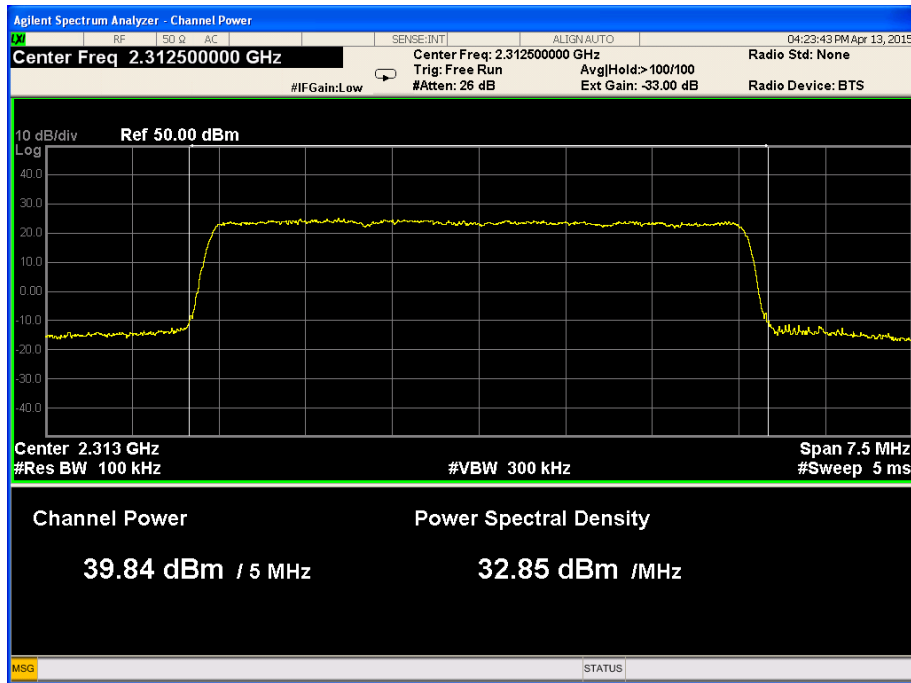 Agilent Spectrum Analyzer - Channel Power
LXI RF 50 Ω AC SENSE:INT ALIGN AUTO 04:23:43 PM Apr 13, 2015
Center Freq 2.312500000 GHz
Center Freq: 2.312500000 GHz Radio Std: None
Trig: Free Run Avg|Hold:>100/100
#IFGain:Low #Atten: 26 dB Ext Gain: -33.00 dB Radio Device: BTS
10 dB/div Ref 50.00 dBm
Log
40.0
30.0
20.0
10.0
0.00
-10.0
-20.0
-30.0
-40.0
Center 2.313 GHz Span 7.5 MHz
#Res BW 100 kHz #VBW 300 kHz #Sweep 5 ms
Channel Power Power Spectral Density
39.84 dBm / 5 MHz 32.85 dBm /MHz
MSG STATUS